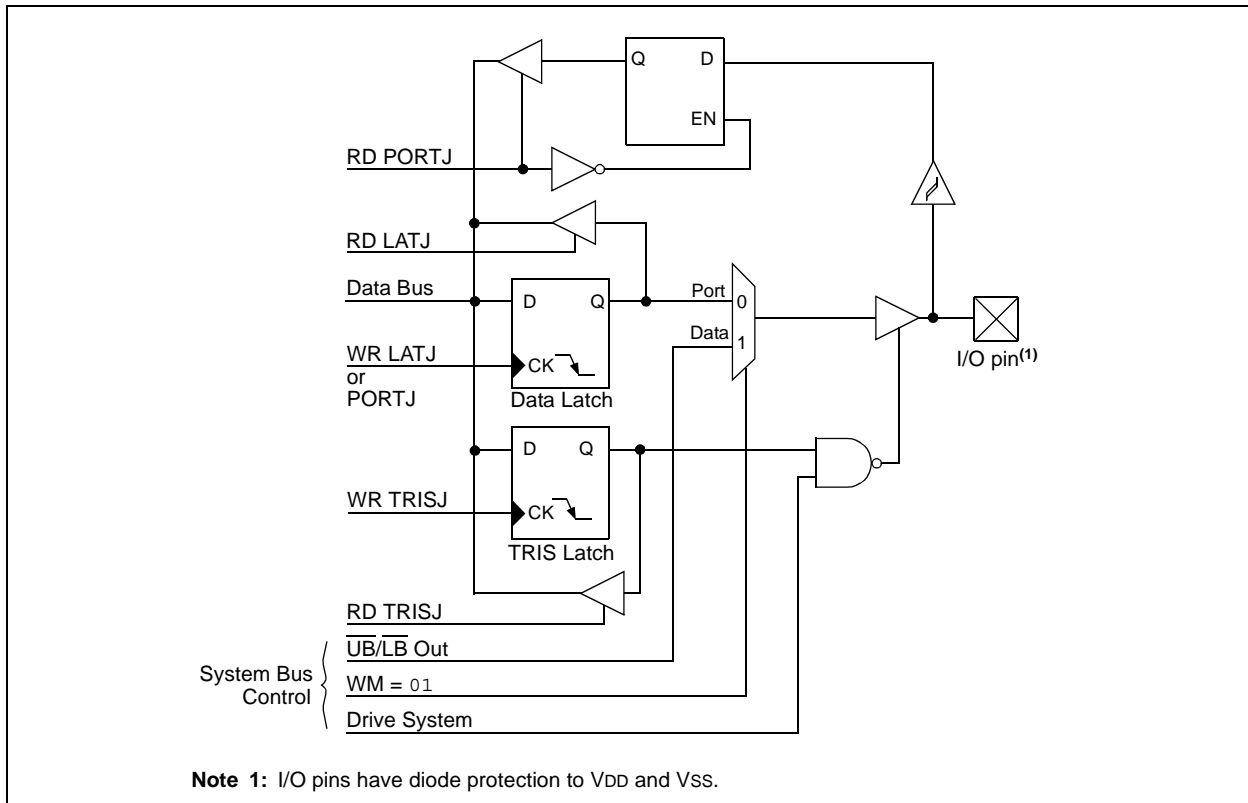 Q
D
EN
RD PORTJ
RD LATJ
Data Bus
D
Q
Port
0
Data
1
WR LATJ
or
PORTJ
CK
Data Latch
I/O pin(1)
D
Q
WR TRISJ
CK
TRIS Latch
RD TRISJ
U̅B̅/L̅B̅ Out
System Bus
Control
WM = 01
Drive System
Note 1: I/O pins have diode protection to VDD and VSS.